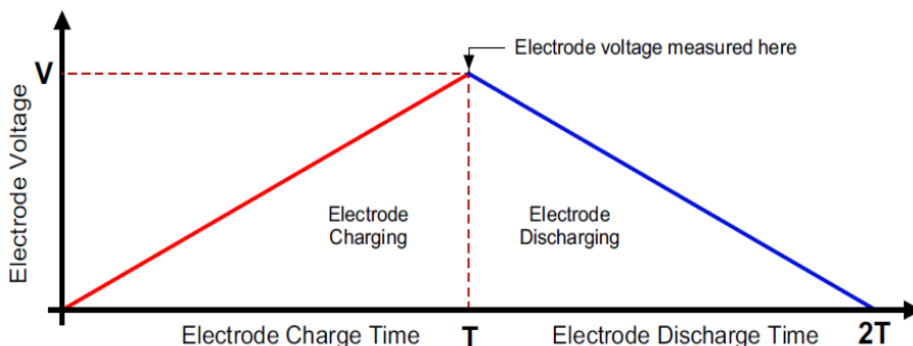 Electrode voltage measured here
V
Electrode Voltage
Electrode
Charging
Electrode
Discharging
Electrode Charge Time
T
Electrode Discharge Time
2T